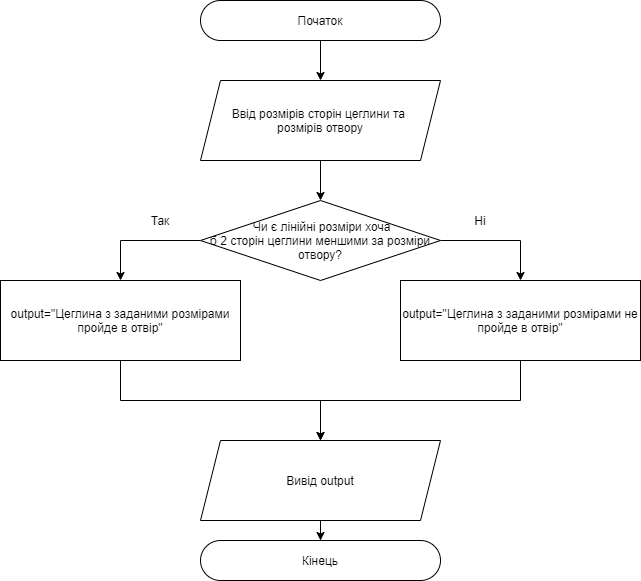 Початок
Ввід розмірів сторін цеглини та
розмірів отвору
Чи є лінійні розміри хоча
б 2 сторін цеглини меншими за розміри
отвору?
Так
Ні
output="Цеглина з заданими розмірами
пройде в отвір"
output="Цеглина з заданими розмірами не
пройде в отвір"
Вивід output
Кінець